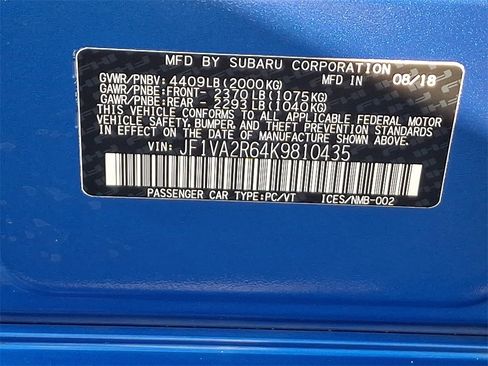 MFD BY SUBARU CORPORATION
GVWR/PNBV: 4409LB(2000KG) MFD IN 08/18
GAWR/PNBE:FRONT- 2370LB(1075KG)
GAWR/PNBE:REAR - 2293LB(1040KG)
THIS VEHICLE CONFORMS TO ALL APPLICABLE FEDERAL MOTOR
VEHICLE SAFETY, BUMPER, AND THEFT PREVENTION STANDARDS
IN EFFECT ON THE DATE OF MANUFACTURE SHOWN ABOVE.
VIN: JF1VA2R64K9810435
PASSENGER CAR TYPE:PC/VT ICES/NMB-002